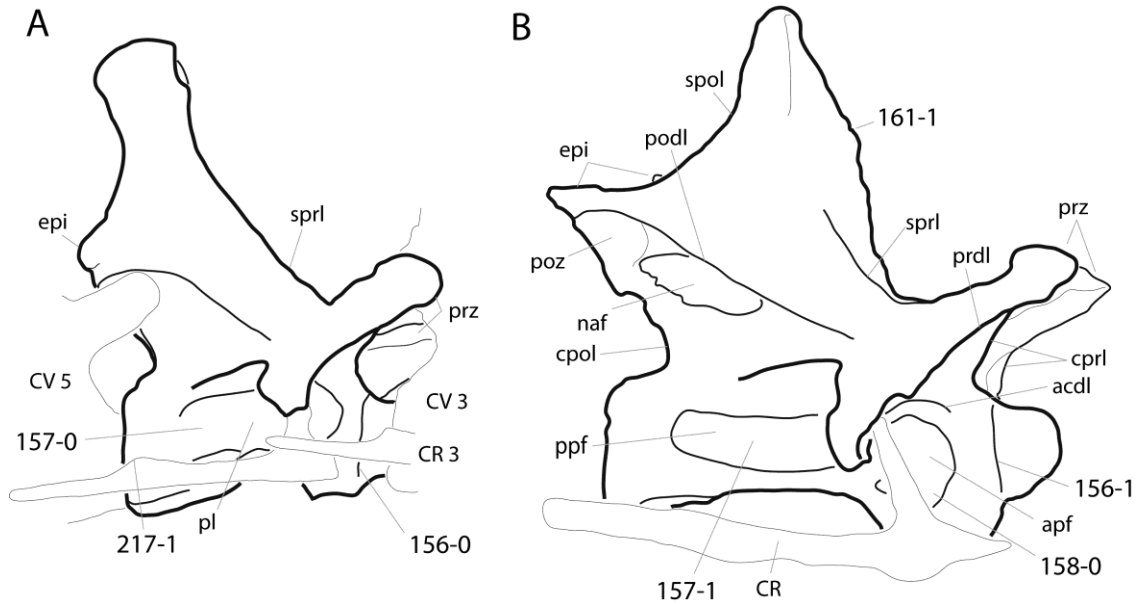 A
epi
sprl
prz
CV 5
CV 3
157-0
CR 3
pl
217-1
156-0
B
spol
161-1
podl
epi
sprl
prz
prdl
poz
naf
cpol
cprl
acdl
ppf
156-1
apf
158-0
157-1
CR